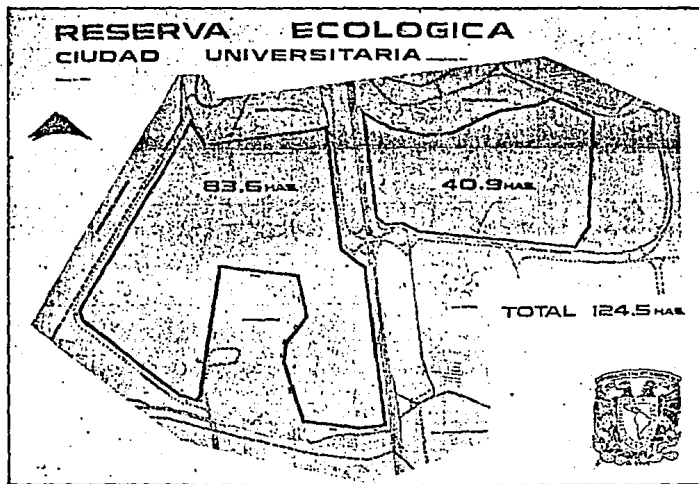 RESERVA ECOLOGICA
CIUDAD UNIVERSITARIA
83.6 HAS.
40.9 HAS.
TOTAL 124.5 HAS.